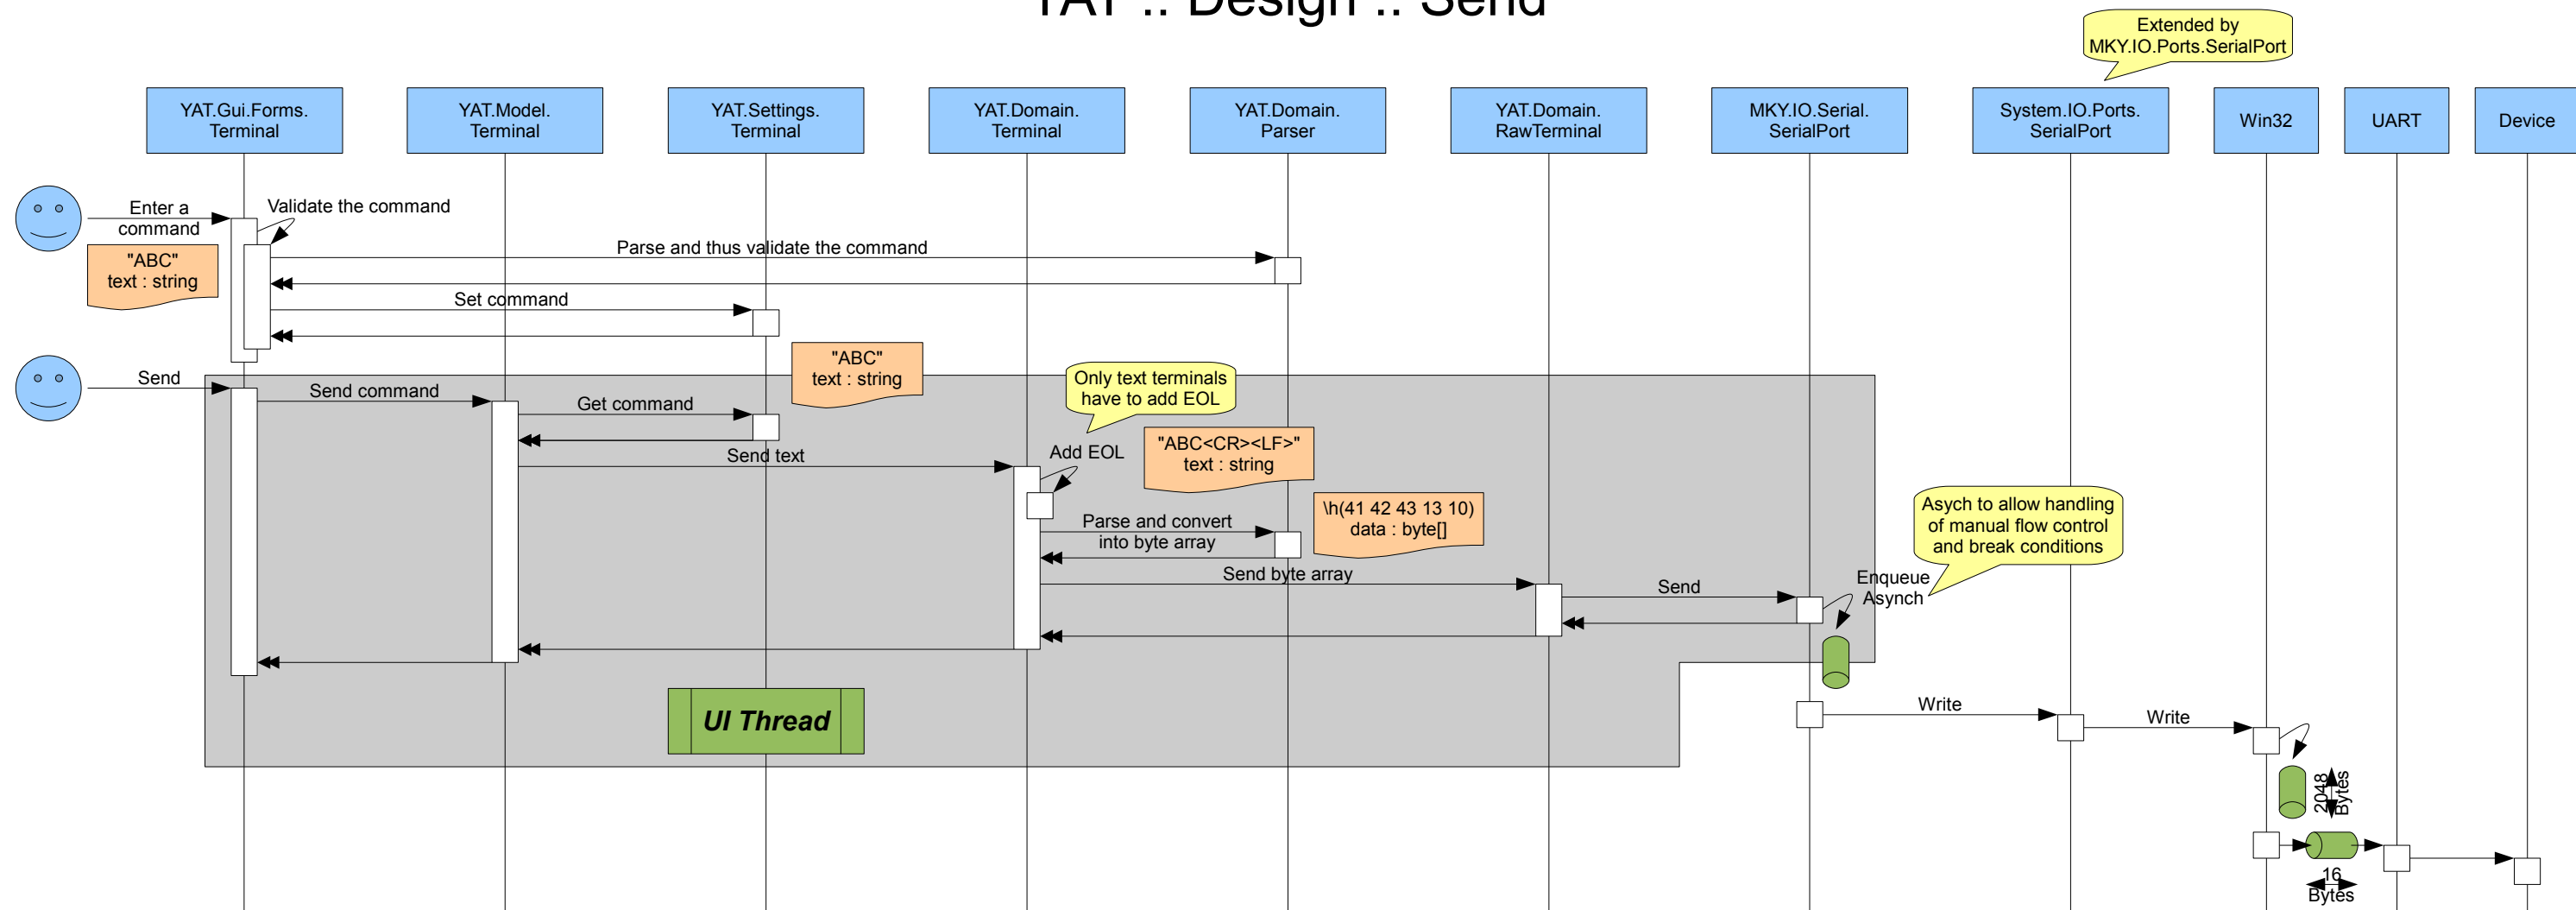 YAT :: Design :: Send
Extended by
MKY.IO.Ports.SerialPort
YAT.Gui.Forms.
Terminal
YAT.Model.
Terminal
YAT.Settings.
Terminal
YAT.Domain.
Terminal
YAT.Domain.
Parser
YAT.Domain.
RawTerminal
MKY.IO.Serial.
SerialPort
System.IO.Ports.
SerialPort
Win32
UART
Device
Enter a
command
Validate the command
"ABC"
text : string
Parse and thus validate the command
Set command
"ABC"
text : string
Send
Send command
Get command
Only text terminals
have to add EOL
Send text
Add EOL
"ABC<CR><LF>"
text : string
Parse and convert
into byte array
\h(41 42 43 13 10)
data : byte[]
Asych to allow handling
of manual flow control
and break conditions
Send byte array
Send
Enqueue
Asynch
UI Thread
Write
Write
2048
Bytes
16
Bytes